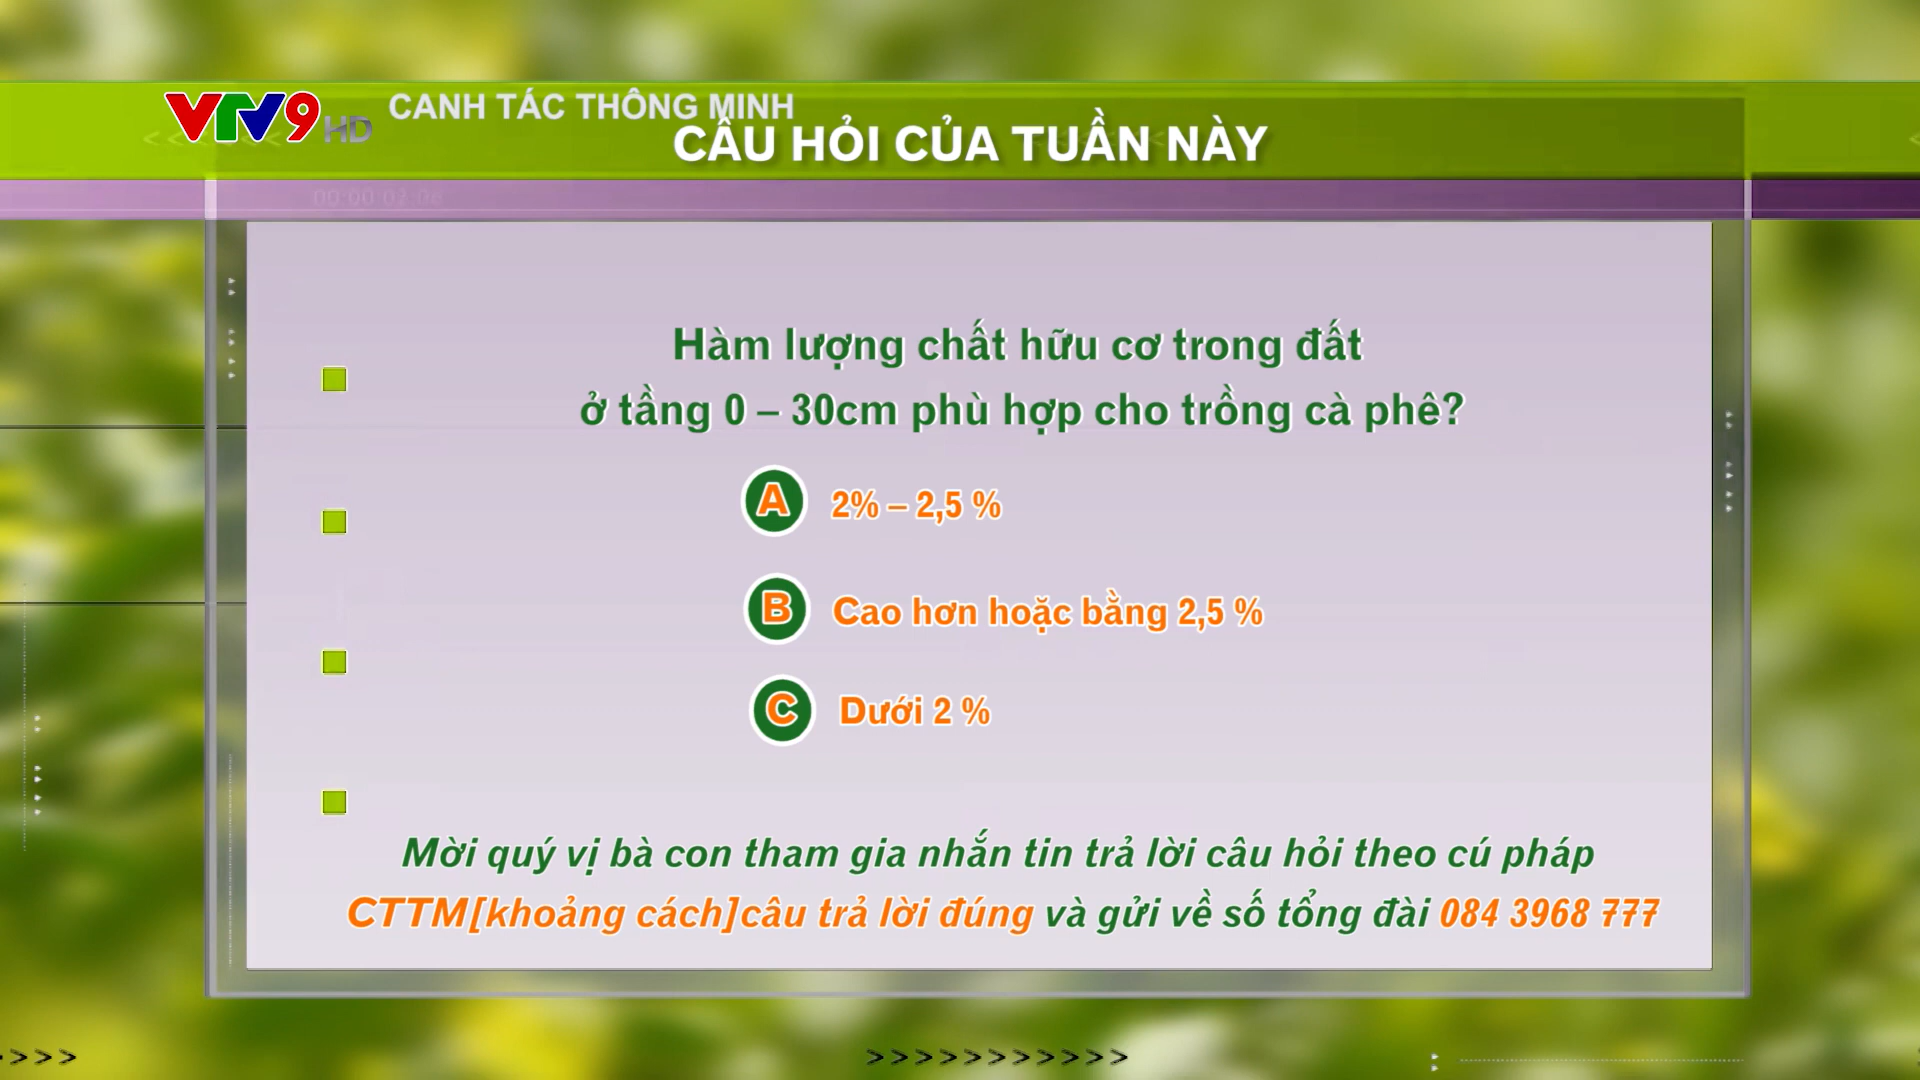 VTV9 HD
CANH TÁC THÔNG MINH
CÂU HỎI CỦA TUẦN NÀY
Hàm lượng chất hữu cơ trong đất
ở tầng 0 – 30cm phù hợp cho trồng cà phê?
A 2% – 2,5 %
B Cao hơn hoặc bằng 2,5 %
C Dưới 2 %
Mời quý vị bà con tham gia nhắn tin trả lời câu hỏi theo cú pháp
CTTM[khoảng cách]câu trả lời đúng và gửi về số tổng đài 084 3968 777